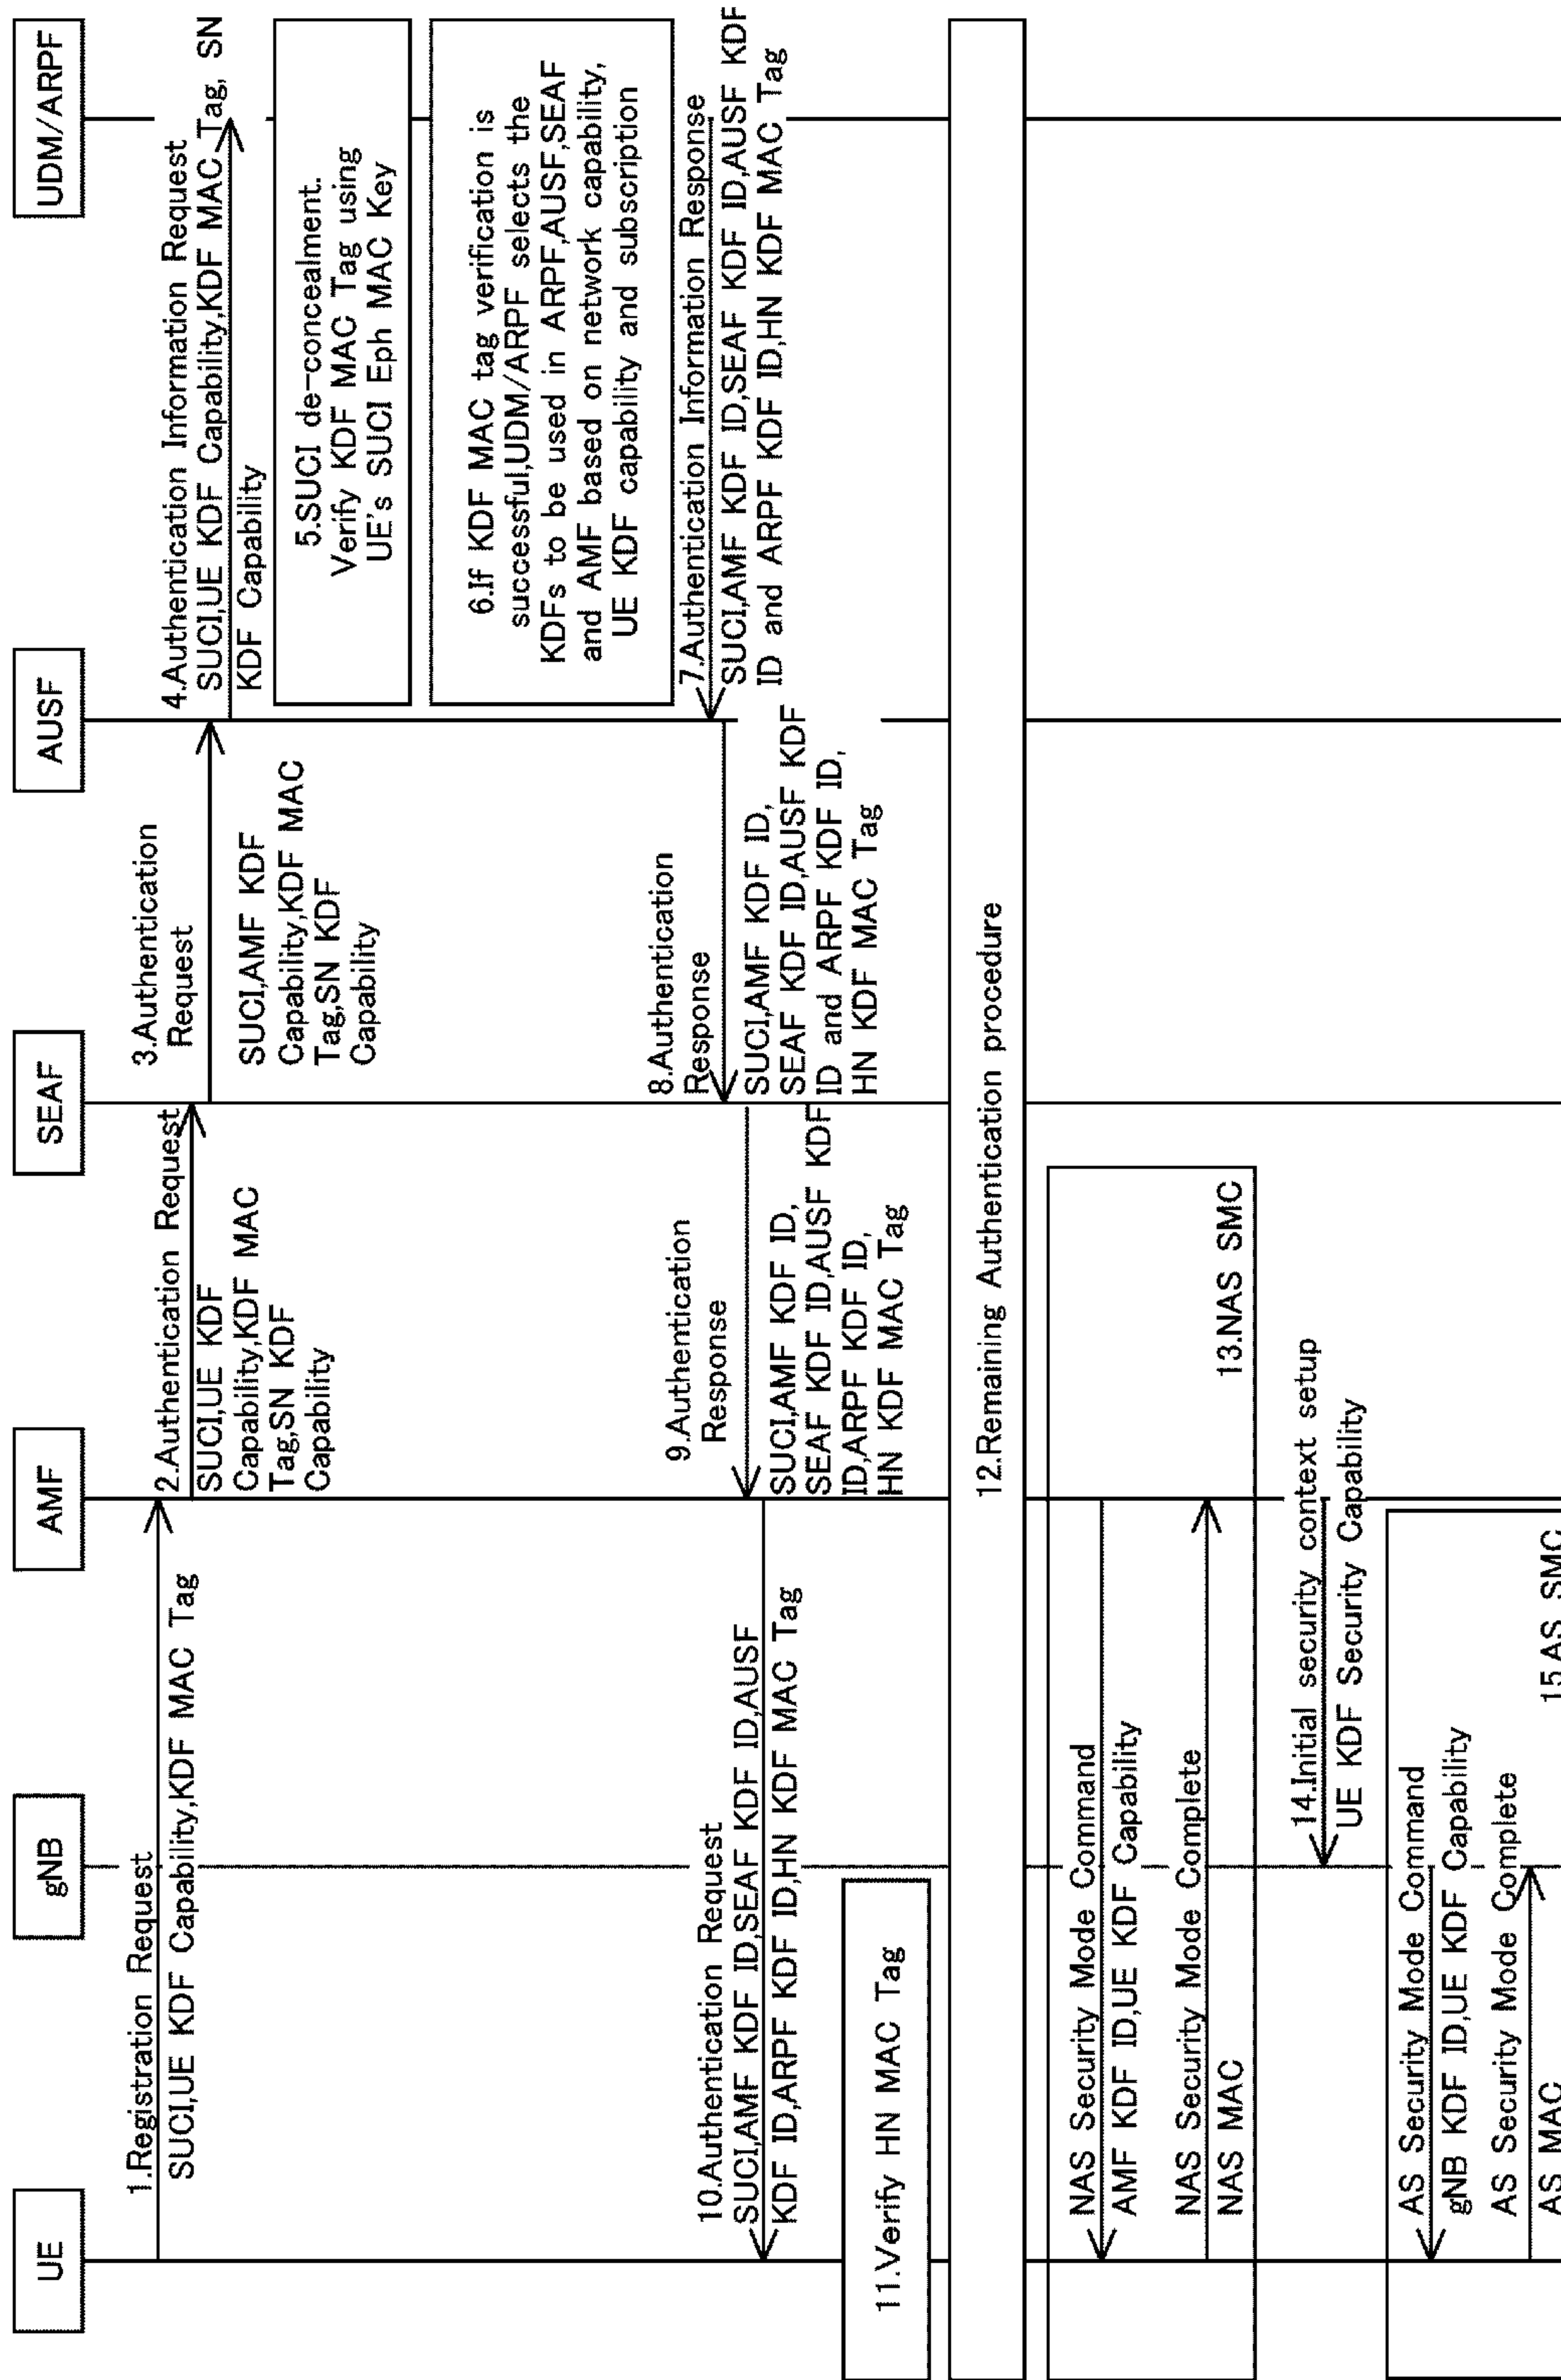 UE
gNB
AMF
SEAF
AUSF
UDM/ARPF
1.Registration Request
SUCI,UE KDF Capability,KDF MAC Tag
2.Authentication Request
SUCI,UE KDF
Capability,KDF MAC
Tag,SN KDF
Capability
3.Authentication
Request
SUCI,AMF KDF
Capability,KDF MAC
Tag,SN KDF
Capability
4.Authentication Information Request
SUCI,UE KDF Capability,KDF MAC Tag, SN
KDF Capability
5.SUCI de-concealment.
Verify KDF MAC Tag using
UE's SUCI Eph MAC Key
6.If KDF MAC tag verification is
successful,UDM/ARPF selects the
KDFs to be used in ARPF,AUSF,SEAF
and AMF based on network capability,
UE KDF capability and subscription
7.Authentication Information Response
SUCI,AMF KDF ID,SEAF KDF ID,AUSF KDF
ID and ARPF KDF ID,HN KDF MAC Tag
8.Authentication
Response
SUCI,AMF KDF ID,
SEAF KDF ID,AUSF KDF
ID and ARPF KDF ID,
HN KDF MAC Tag
9.Authentication
Response
SUCI,AMF KDF ID,
SEAF KDF ID,AUSF KDF
ID,ARPF KDF ID,
HN KDF MAC Tag
10.Authentication Request
SUCI,AMF KDF ID,SEAF KDF ID,AUSF
KDF ID,ARPF KDF ID,HN KDF MAC Tag
11.Verify HN MAC Tag
12.Remaining Authentication procedure
NAS Security Mode Command
AMF KDF ID,UE KDF Capability
NAS Security Mode Complete
NAS MAC
13.NAS SMC
14.Initial security context setup
UE KDF Security Capability
AS Security Mode Command
gNB KDF ID,UE KDF Capability
AS Security Mode Complete
AS MAC
15.AS SMC